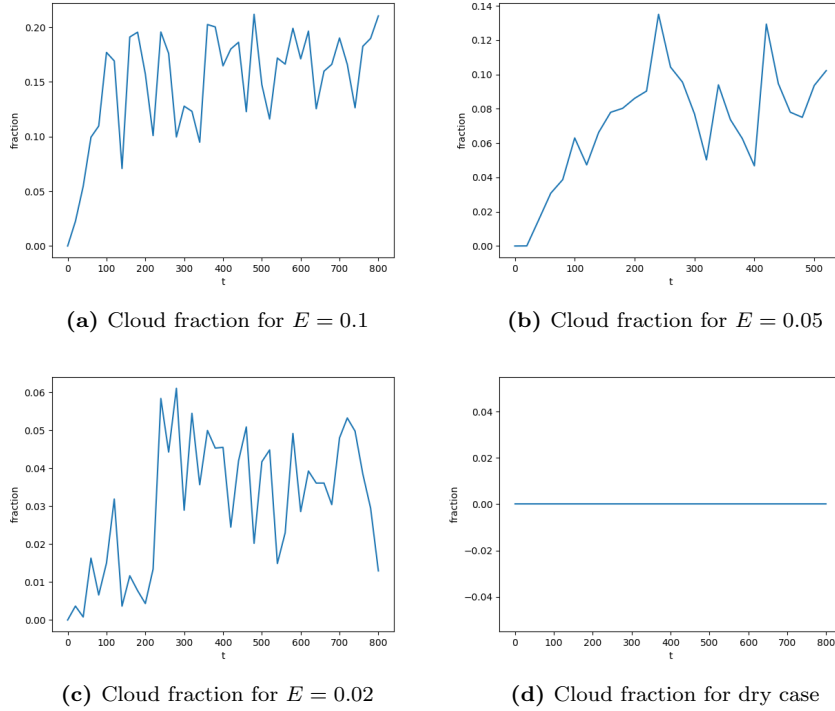 0.20
0.15
0.10
0.05
0.00
fraction
0 100 200 300 400 500 600 700 800
t
(a) Cloud fraction for E = 0.1
0.14
0.12
0.10
0.08
0.06
0.04
0.02
0.00
fraction
0 100 200 300 400 500
t
(b) Cloud fraction for E = 0.05
0.06
0.05
0.04
0.03
0.02
0.01
0.00
fraction
0 100 200 300 400 500 600 700 800
t
(c) Cloud fraction for E = 0.02
0.04
0.02
0.00
−0.02
−0.04
fraction
0 100 200 300 400 500 600 700 800
t
(d) Cloud fraction for dry case